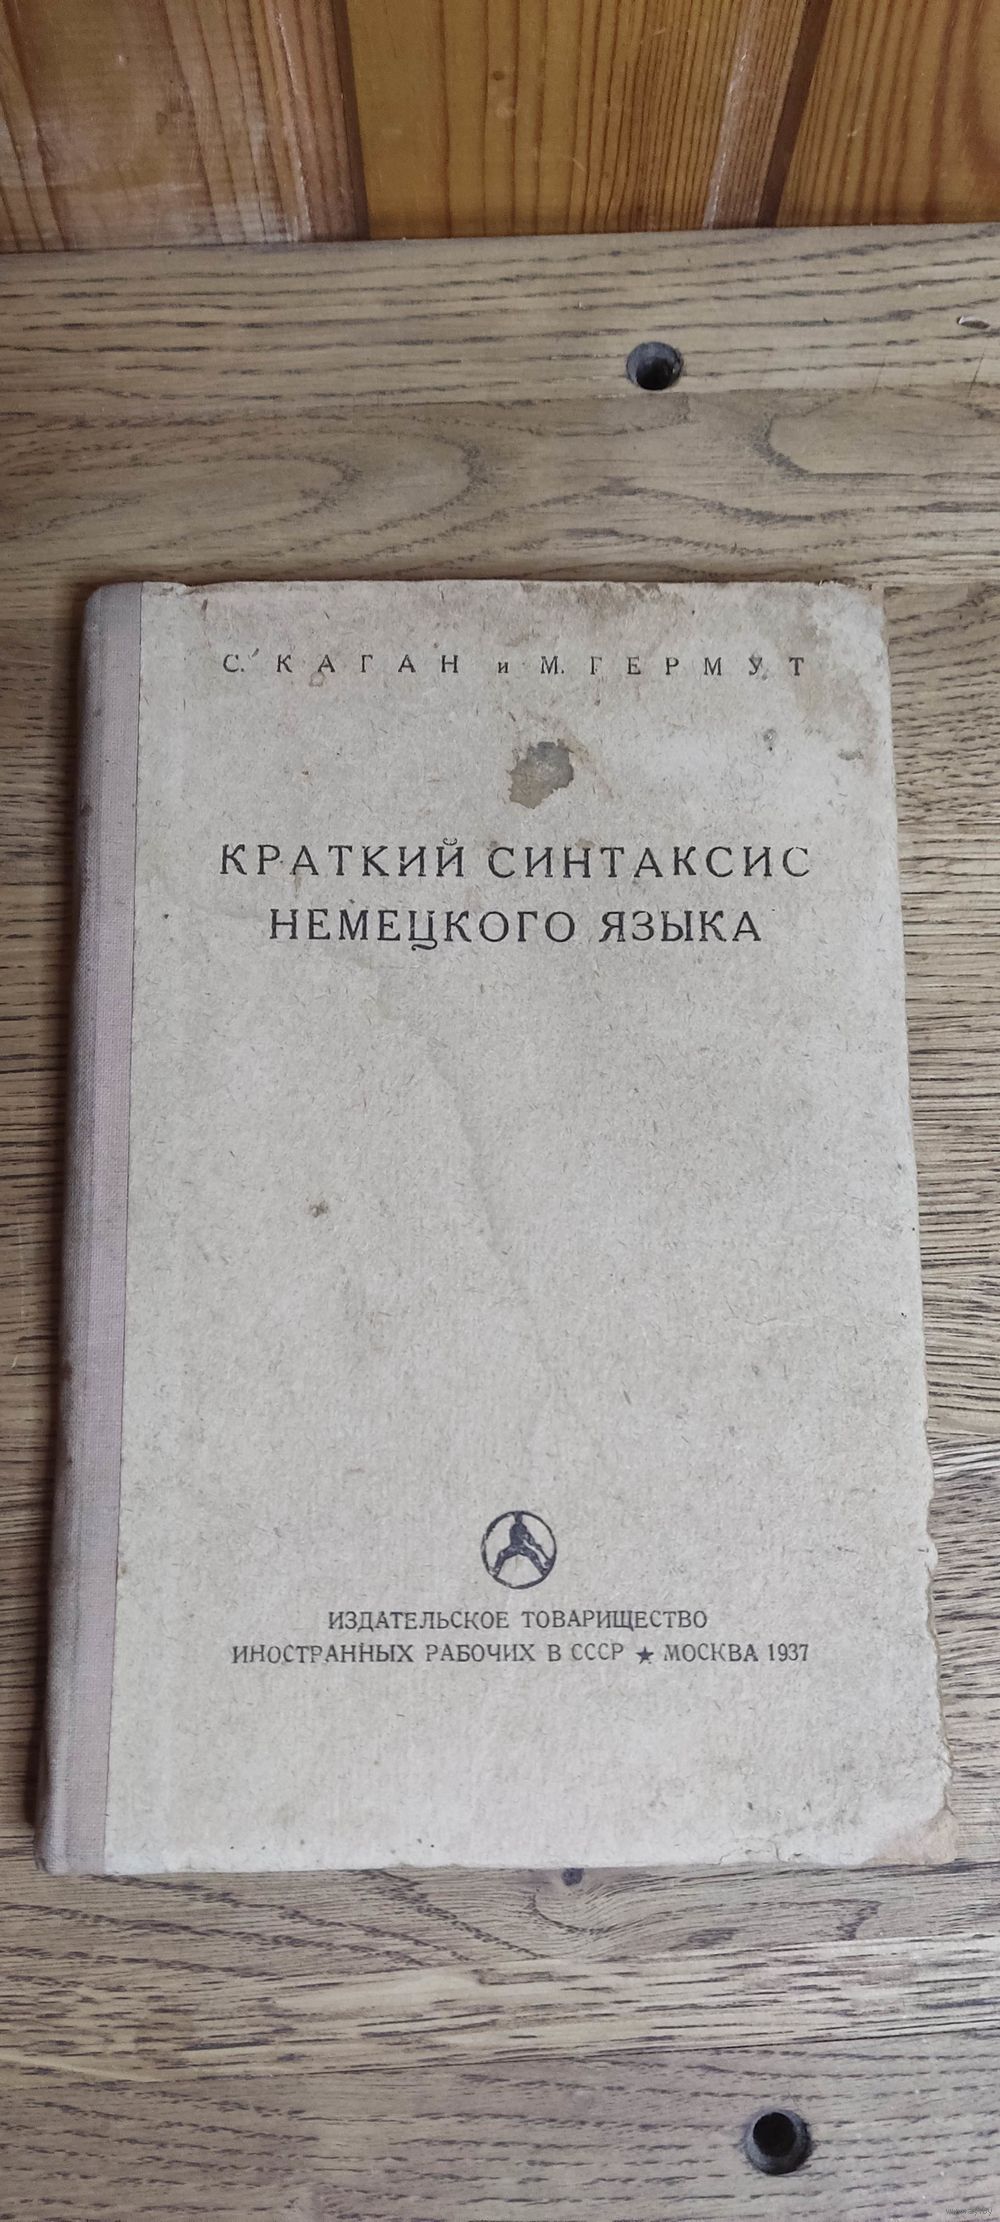 С. КАГАН и М. ГЕРМУТ
КРАТКИЙ СИНТАКСИС
НЕМЕЦКОГО ЯЗЫКА
ИЗДАТЕЛЬСКОЕ ТОВАРИЩЕСТВО
ИНОСТРАННЫХ РАБОЧИХ В СССР ★ МОСКВА 1937